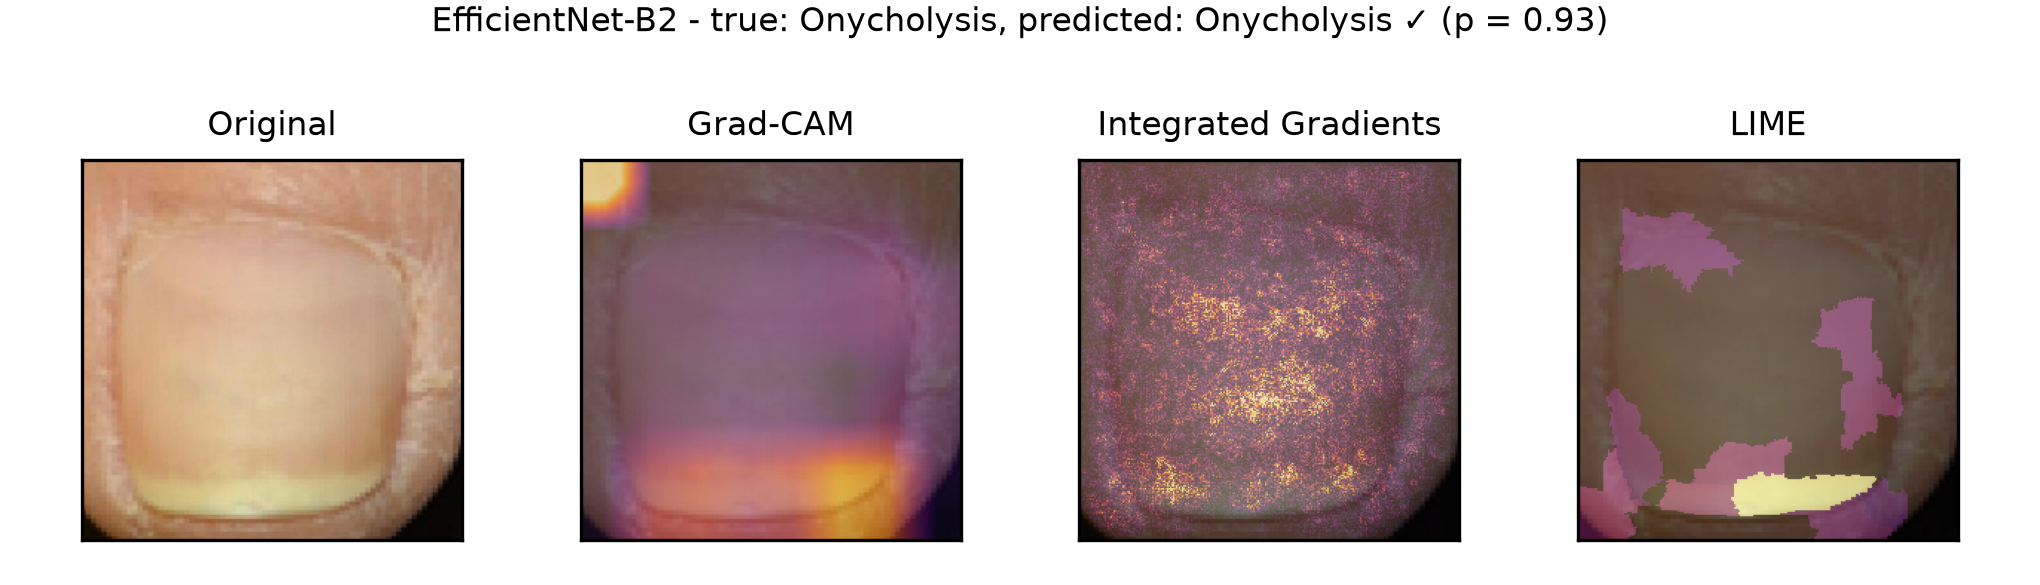 EfficientNet-B2 - true: Onycholysis, predicted: Onycholysis ✓ (p = 0.93)
Original
Grad-CAM
Integrated Gradients
LIME